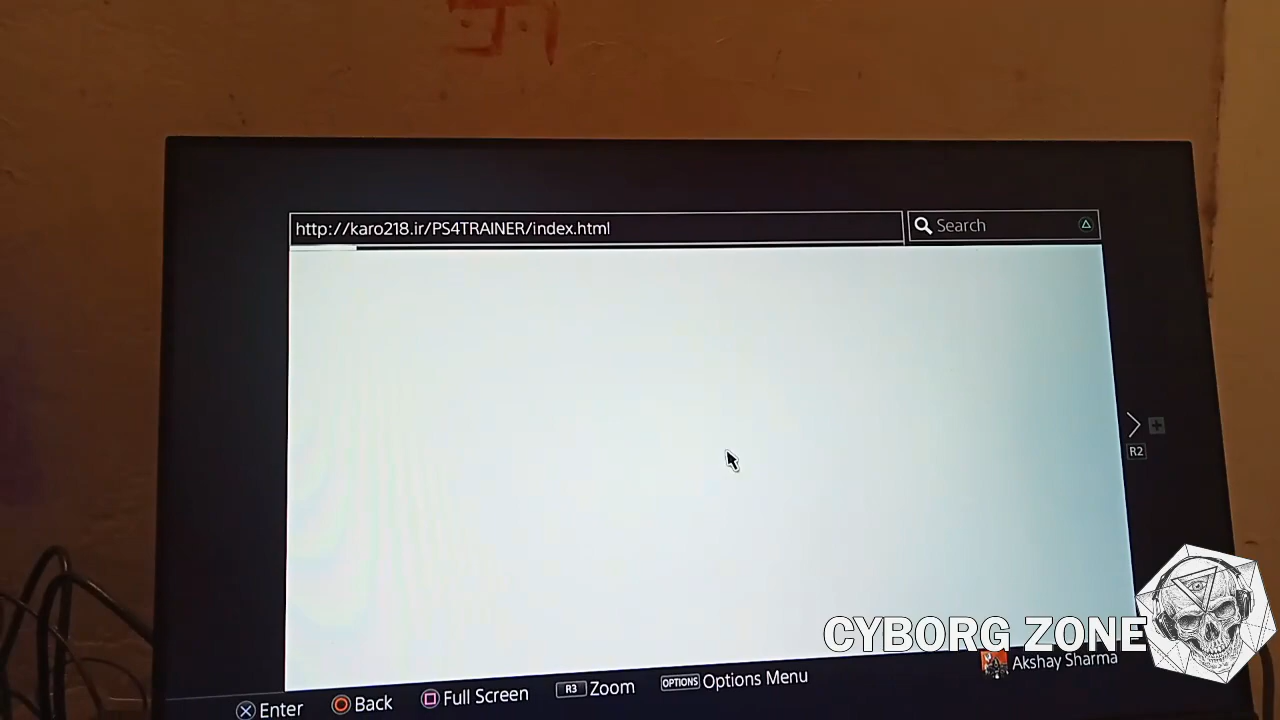 http://karo218.ir/PS4TRAINER/index.html
Search
R2
CYBORG ZONE
Akshay Sharma
Enter
Back
Full Screen
R3 Zoom
OPTIONS Options Menu